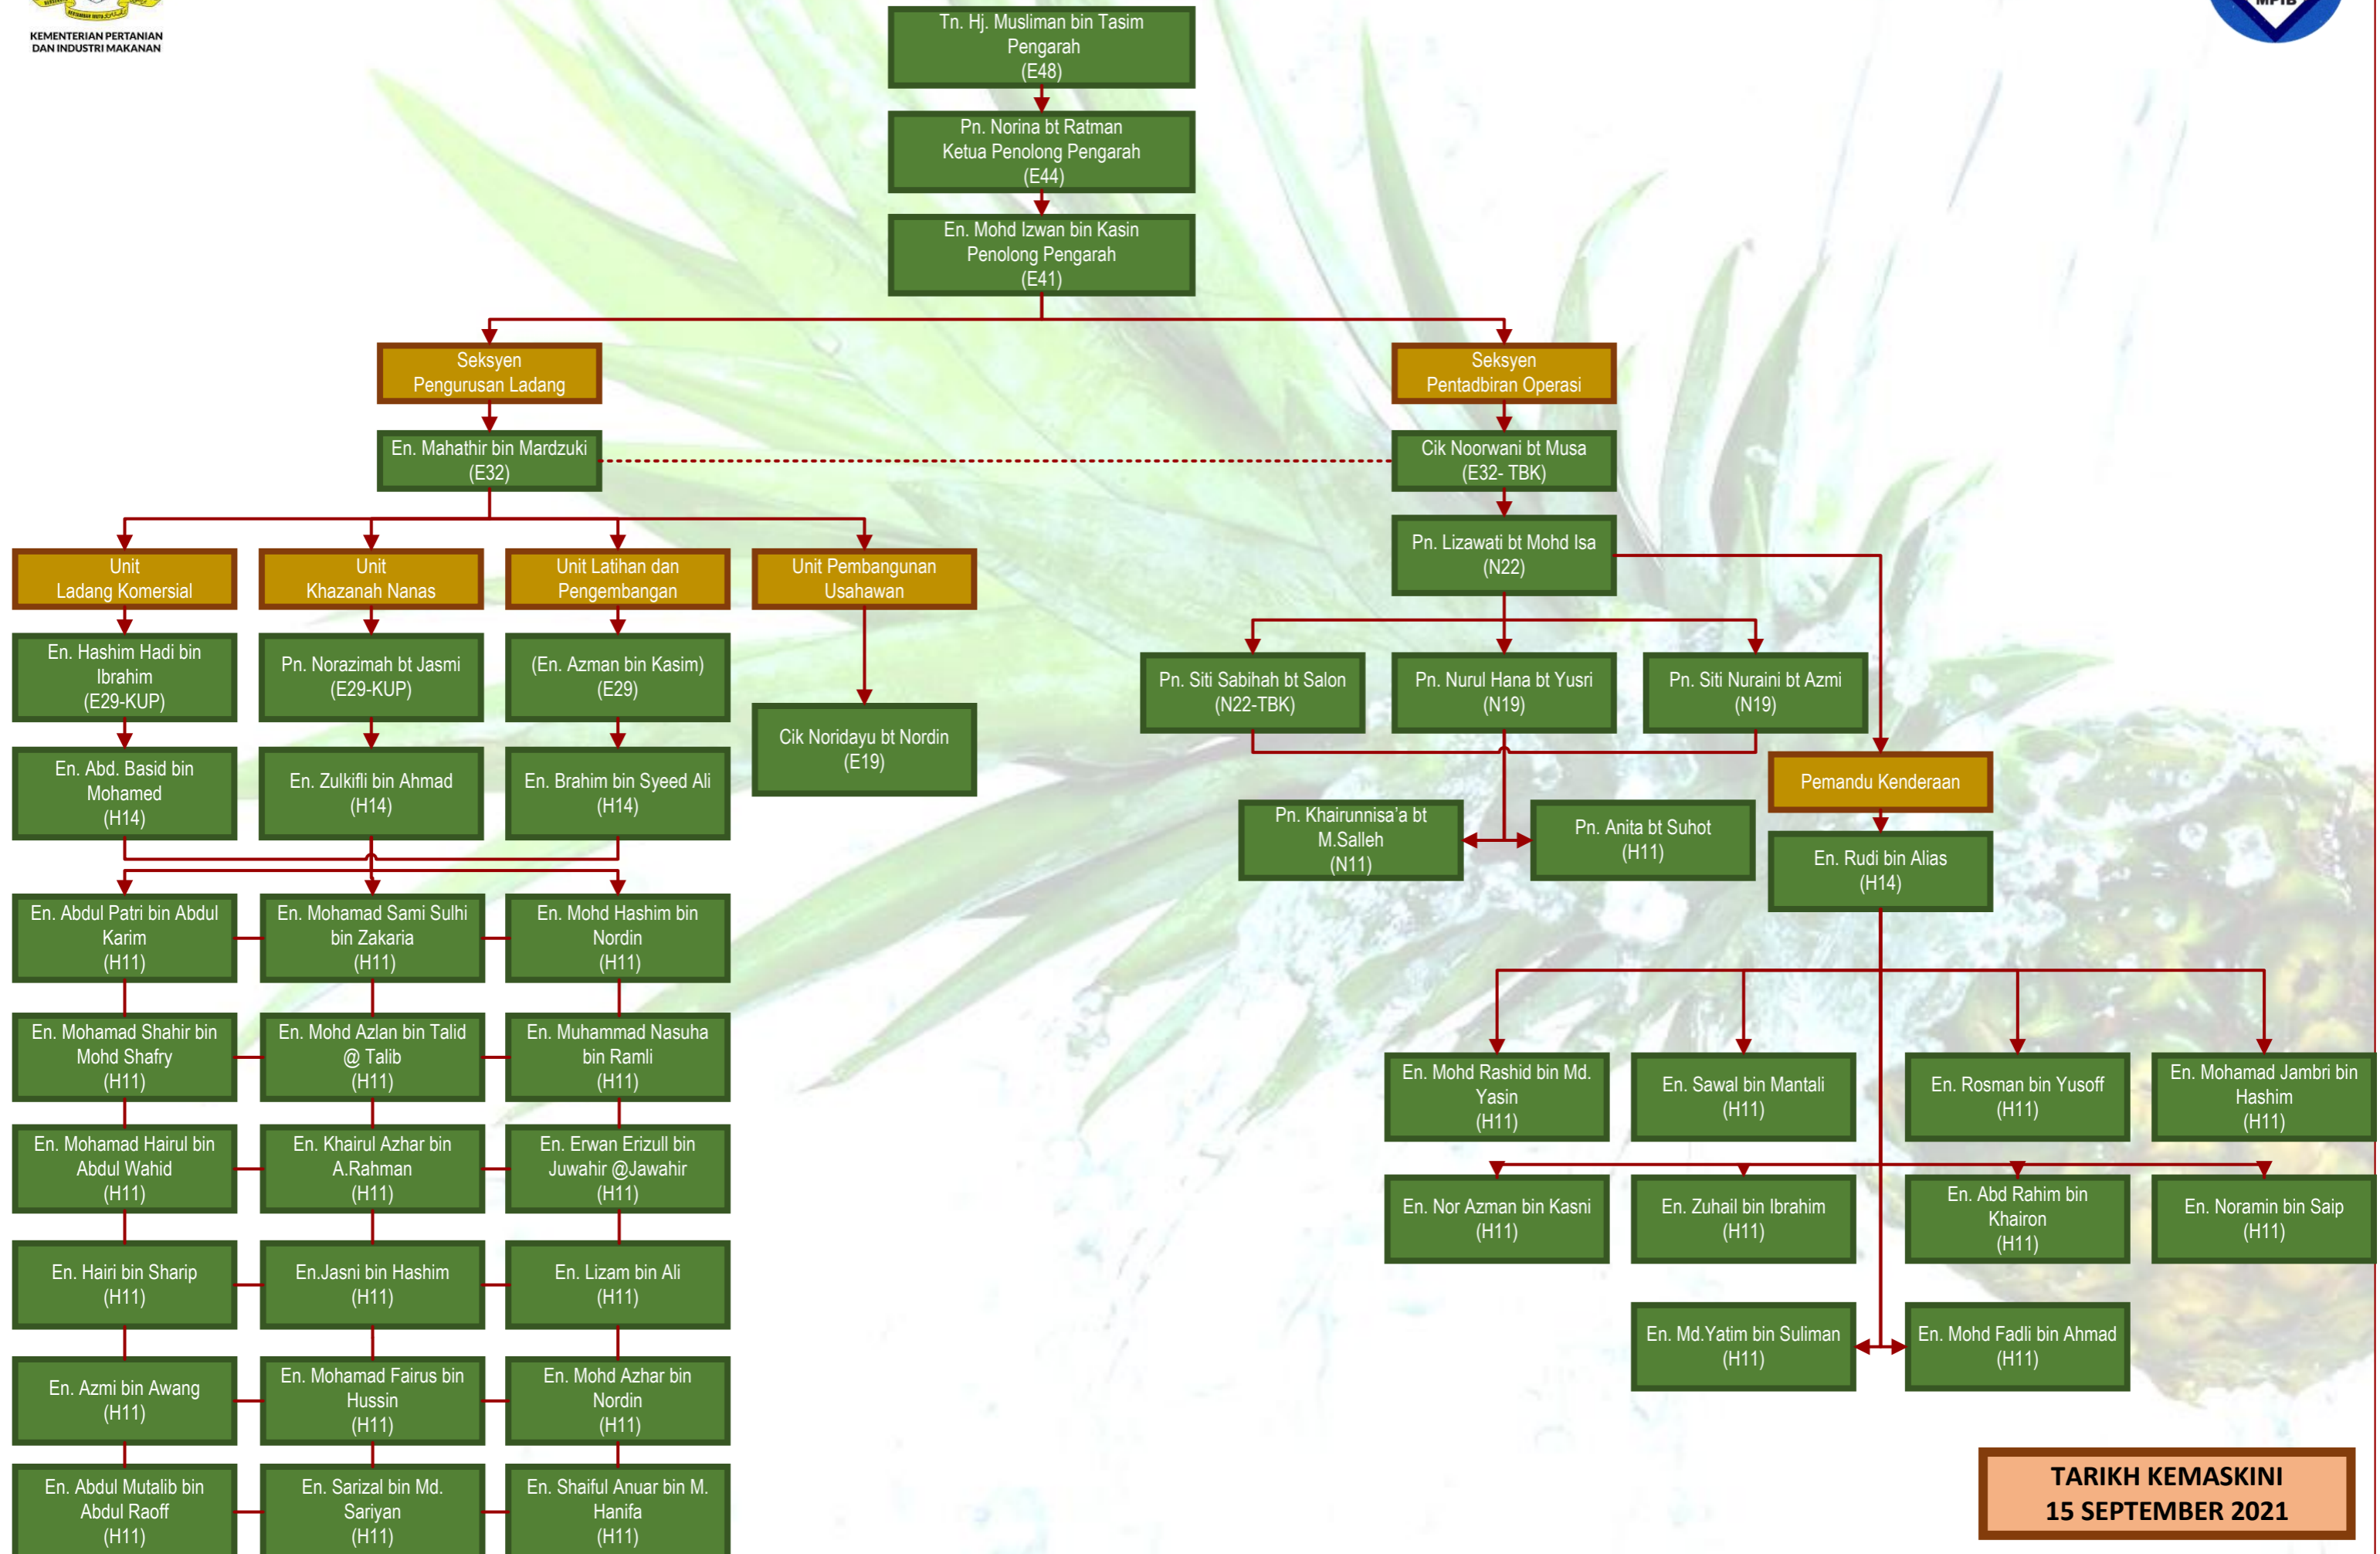 KEMENTERIAN PERTANIAN
DAN INDUSTRI MAKANAN
Tn. Hj. Musliman bin Tasim
Pengarah
(E48)
Pn. Norina bt Ratman
Ketua Penolong Pengarah
(E44)
En. Mohd Izwan bin Kasin
Penolong Pengarah
(E41)
Seksyen
Pengurusan Ladang
Seksyen
Pentadbiran Operasi
En. Mahathir bin Mardzuki
(E32)
Cik Noorwani bt Musa
(E32- TBK)
Pn. Lizawati bt Mohd Isa
(N22)
Unit
Ladang Komersial
Unit
Khazanah Nanas
Unit Latihan dan
Pengembangan
Unit Pembangunan
Usahawan
En. Hashim Hadi bin
Ibrahim
(E29-KUP)
Pn. Norazimah bt Jasmi
(E29-KUP)
(En. Azman bin Kasim)
(E29)
Cik Noridayu bt Nordin
(E19)
Pn. Siti Sabihah bt Salon
(N22-TBK)
Pn. Nurul Hana bt Yusri
(N19)
Pn. Siti Nuraini bt Azmi
(N19)
En. Abd. Basid bin
Mohamed
(H14)
En. Zulkifli bin Ahmad
(H14)
En. Brahim bin Syeed Ali
(H14)
Pemandu Kenderaan
Pn. Khairunnisa'a bt
M.Salleh
(N11)
Pn. Anita bt Suhot
(H11)
En. Rudi bin Alias
(H14)
En. Abdul Patri bin Abdul
Karim
(H11)
En. Mohamad Sami Sulhi
bin Zakaria
(H11)
En. Mohd Hashim bin
Nordin
(H11)
En. Mohamad Shahir bin
Mohd Shafry
(H11)
En. Mohd Azlan bin Talid
@ Talib
(H11)
En. Muhammad Nasuha
bin Ramli
(H11)
En. Mohd Rashid bin Md.
Yasin
(H11)
En. Sawal bin Mantali
(H11)
En. Rosman bin Yusoff
(H11)
En. Mohamad Jambri bin
Hashim
(H11)
En. Mohamad Hairul bin
Abdul Wahid
(H11)
En. Khairul Azhar bin
A.Rahman
(H11)
En. Erwan Erizull bin
Juwahir @Jawahir
(H11)
En. Nor Azman bin Kasni
(H11)
En. Zuhail bin Ibrahim
(H11)
En. Abd Rahim bin
Khairon
(H11)
En. Noramin bin Saip
(H11)
En. Hairi bin Sharip
(H11)
En.Jasni bin Hashim
(H11)
En. Lizam bin Ali
(H11)
En. Md.Yatim bin Suliman
(H11)
En. Mohd Fadli bin Ahmad
(H11)
En. Azmi bin Awang
(H11)
En. Mohamad Fairus bin
Hussin
(H11)
En. Mohd Azhar bin
Nordin
(H11)
En. Abdul Mutalib bin
Abdul Raoff
(H11)
En. Sarizal bin Md.
Sariyan
(H11)
En. Shaiful Anuar bin M.
Hanifa
(H11)
TARIKH KEMASKINI
15 SEPTEMBER 2021